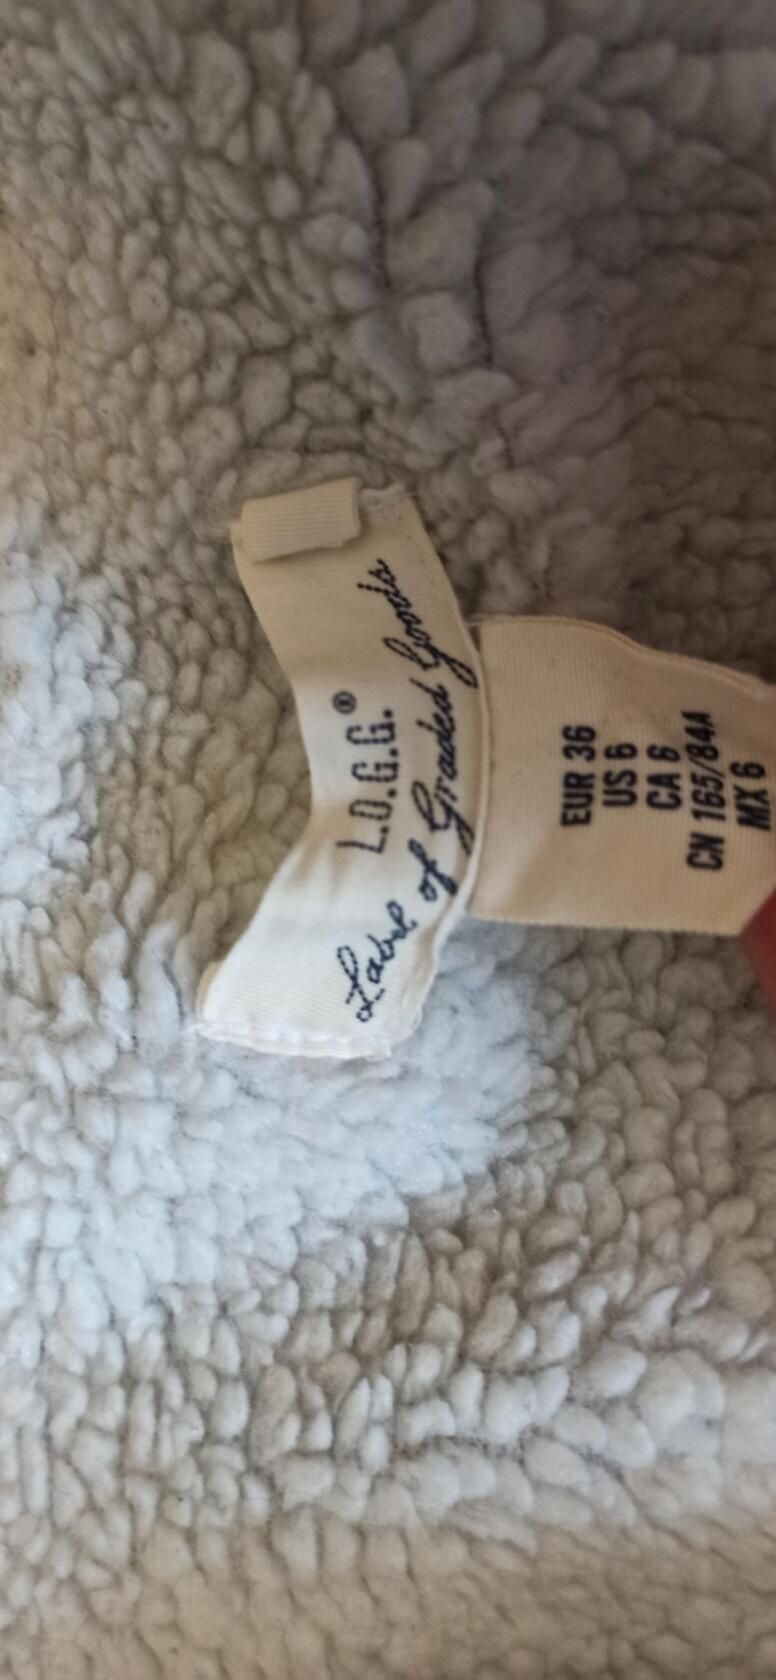 L.O.G.G.®
Label of Graded Goods
EUR 36
US 6
CA 6
CN 165/84A
MX 6